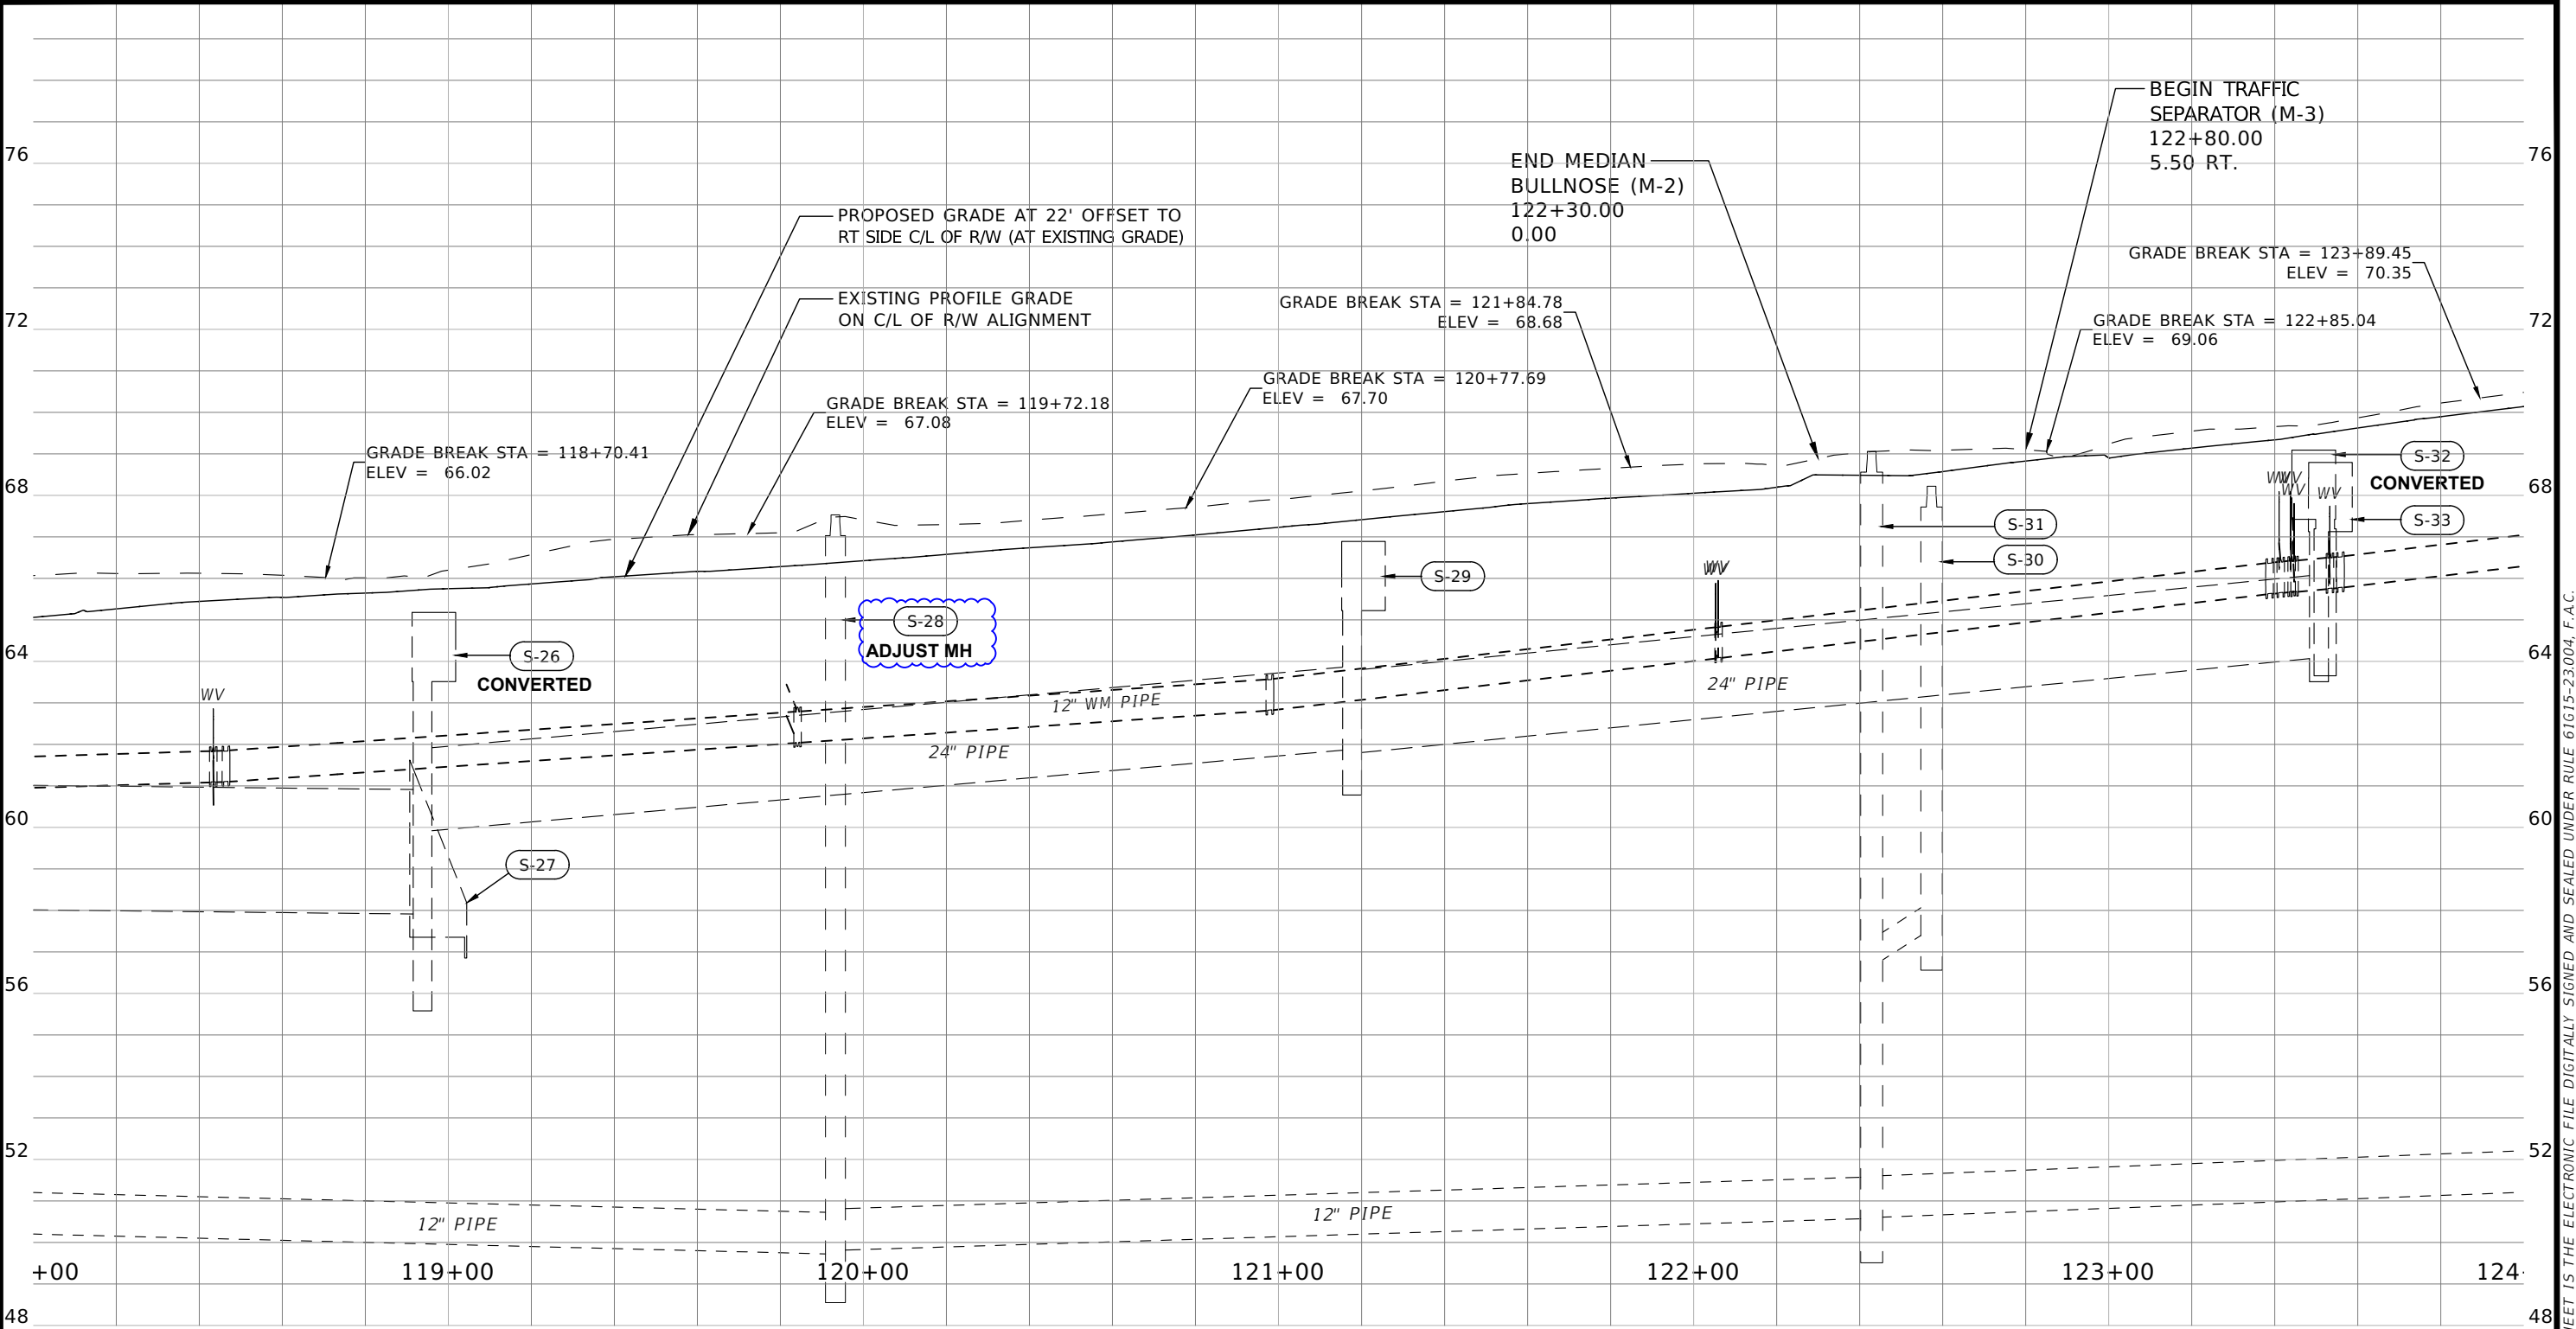 BEGIN TRAFFIC
SEPARATOR (M-3)
122+80.00
5.50 RT.
76
76
END MEDIAN
BULLNOSE (M-2)
122+30.00
0.00
PROPOSED GRADE AT 22' OFFSET TO
RT SIDE C/L OF R/W (AT EXISTING GRADE)
GRADE BREAK STA = 123+89.45
ELEV = 70.35
EXISTING PROFILE GRADE
ON C/L OF R/W ALIGNMENT
GRADE BREAK STA = 121+84.78
ELEV = 68.68
72
72
GRADE BREAK STA = 122+85.04
ELEV = 69.06
GRADE BREAK STA = 120+77.69
ELEV = 67.70
GRADE BREAK STA = 119+72.18
ELEV = 67.08
GRADE BREAK STA = 118+70.41
ELEV = 66.02
S-32
CONVERTED
68
68
WV
WV
WV
WV
S-33
S-31
S-30
WV
WV
S-29
S-28
ADJUST MH
64
64
S-26
CONVERTED
WV
24" PIPE
12" WM PIPE
24" PIPE
60
60
S-27
56
56
52
52
12" PIPE
12" PIPE
+00
119+00
120+00
121+00
122+00
123+00
124
48
48
EET IS THE ELECTRONIC FILE DIGITALLY SIGNED AND SEALED UNDER RULE 61G15-23.004, F.A.C.